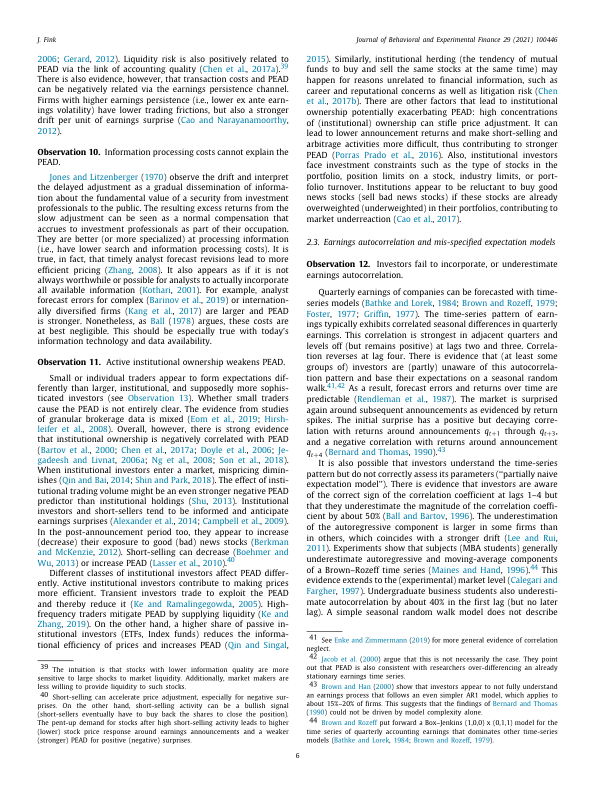 J. Fink
Journal of Behavioral and Experimental Finance 29 (2021) 100446
2006; Gerard, 2012). Liquidity risk is also positively related to
PEAD via the link of accounting quality (Chen et al., 2017a).39
There is also evidence, however, that transaction costs and PEAD
can be negatively related via the earnings persistence channel.
Firms with higher earnings persistence (i.e., lower ex ante earn-
ings volatility) have lower trading frictions, but also a stronger
drift per unit of earnings surprise (Cao and Narayanamoorthy,
2012).
Observation 10. Information processing costs cannot explain the
PEAD.
Jones and Litzenberger (1970) observe the drift and interpret
the delayed adjustment as a gradual dissemination of informa-
tion about the fundamental value of a security from investment
professionals to the public. The resulting excess returns from the
slow adjustment can be seen as a normal compensation that
accrues to investment professionals as part of their occupation.
They are better (or more specialized) at processing information
(i.e., have lower search and information processing costs). It is
true, in fact, that timely analyst forecast revisions lead to more
efficient pricing (Zhang, 2008). It also appears as if it is not
always worthwhile or possible for analysts to actually incorporate
all available information (Kothari, 2001). For example, analyst
forecast errors for complex (Barinov et al., 2019) or internation-
ally diversified firms (Kang et al., 2017) are larger and PEAD
is stronger. Nonetheless, as Ball (1978) argues, these costs are
at best negligible. This should be especially true with today's
information technology and data availability.
Observation 11. Active institutional ownership weakens PEAD.
Small or individual traders appear to form expectations dif-
ferently than larger, institutional, and supposedly more sophis-
ticated investors (see Observation 13). Whether small traders
cause the PEAD is not entirely clear. The evidence from studies
of granular brokerage data is mixed (Eom et al., 2019; Hirsh-
leifer et al., 2008). Overall, however, there is strong evidence
that institutional ownership is negatively correlated with PEAD
(Bartov et al., 2000; Chen et al., 2017a; Doyle et al., 2006; Je-
gadeesh and Livnat, 2006a; Ng et al., 2008; Son et al., 2018).
When institutional investors enter a market, mispricing dimin-
ishes (Qin and Bai, 2014; Shin and Park, 2018). The effect of insti-
tutional trading volume might be an even stronger negative PEAD
predictor than institutional holdings (Shu, 2013). Institutional
investors and short-sellers tend to be informed and anticipate
earnings surprises (Alexander et al., 2014; Campbell et al., 2009).
In the post-announcement period too, they appear to increase
(decrease) their exposure to good (bad) news stocks (Berkman
and McKenzie, 2012). Short-selling can decrease (Boehmer and
Wu, 2013) or increase PEAD (Lasser et al., 2010).40
Different classes of institutional investors affect PEAD differ-
ently. Active institutional investors contribute to making prices
more efficient. Transient investors trade to exploit the PEAD
and thereby reduce it (Ke and Ramalingegowda, 2005). High-
frequency traders mitigate PEAD by supplying liquidity (Ke and
Zhang, 2019). On the other hand, a higher share of passive in-
stitutional investors (ETFs, Index funds) reduces the informa-
tional efficiency of prices and increases PEAD (Qin and Singal,
39 The intuition is that stocks with lower information quality are more
sensitive to large shocks to market liquidity. Additionally, market makers are
less willing to provide liquidity to such stocks.
40 Short-selling can accelerate price adjustment, especially for negative sur-
prises. On the other hand, short-selling activity can be a bullish signal
(short-sellers eventually have to buy back the shares to close the position).
The pent-up demand for stocks after high short-selling activity leads to higher
(lower) stock price response around earnings announcements and a weaker
(stronger) PEAD for positive (negative) surprises.
2015). Similarly, institutional herding (the tendency of mutual
funds to buy and sell the same stocks at the same time) may
happen for reasons unrelated to financial information, such as
career and reputational concerns as well as litigation risk (Chen
et al., 2017b). There are other factors that lead to institutional
ownership potentially exacerbating PEAD: high concentrations
of (institutional) ownership can stifle price adjustment. It can
lead to lower announcement returns and make short-selling and
arbitrage activities more difficult, thus contributing to stronger
PEAD (Porras Prado et al., 2016). Also, institutional investors
face investment constraints such as the type of stocks in the
portfolio, position limits on a stock, industry limits, or port-
folio turnover. Institutions appear to be reluctant to buy good
news stocks (sell bad news stocks) if these stocks are already
overweighted (underweighted) in their portfolios, contributing to
market underreaction (Cao et al., 2017).
2.3. Earnings autocorrelation and mis-specified expectation models
Observation 12. Investors fail to incorporate, or underestimate
earnings autocorrelation.
Quarterly earnings of companies can be forecasted with time-
series models (Bathke and Lorek, 1984; Brown and Rozeff, 1979;
Foster, 1977; Griffin, 1977). The time-series pattern of earn-
ings typically exhibits correlated seasonal differences in quarterly
earnings. This correlation is strongest in adjacent quarters and
levels off (but remains positive) at lags two and three. Correla-
tion reverses at lag four. There is evidence that (at least some
groups of) investors are (partly) unaware of this autocorrela-
tion pattern and base their expectations on a seasonal random
walk.41,42 As a result, forecast errors and returns over time are
predictable (Rendleman et al., 1987). The market is surprised
again around subsequent announcements as evidenced by return
spikes. The initial surprise has a positive but decaying corre-
lation with returns around announcements qt+1 through qt+3,
and a negative correlation with returns around announcement
qt+4 (Bernard and Thomas, 1990).43
It is also possible that investors understand the time-series
pattern but do not correctly assess its parameters ("partially naive
expectation model"). There is evidence that investors are aware
of the correct sign of the correlation coefficient at lags 1–4 but
that they underestimate the magnitude of the correlation coeffi-
cient by about 50% (Ball and Bartov, 1996). The underestimation
of the autoregressive component is larger in some firms than
in others, which coincides with a stronger drift (Lee and Rui,
2011). Experiments show that subjects (MBA students) generally
underestimate autoregressive and moving-average components
of a Brown–Rozeff time series (Maines and Hand, 1996).44 This
evidence extends to the (experimental) market level (Calegari and
Fargher, 1997). Undergraduate business students also underesti-
mate autocorrelation by about 40% in the first lag (but no later
lag). A simple seasonal random walk model does not describe
41 See Enke and Zimmermann (2019) for more general evidence of correlation
neglect.
42 Jacob et al. (2000) argue that this is not necessarily the case. They point
out that PEAD is also consistent with researchers over-differencing an already
stationary earnings time series.
43 Brown and Han (2000) show that investors appear to not fully understand
an earnings process that follows an even simpler AR1 model, which applies to
about 15%–20% of firms. This suggests that the findings of Bernard and Thomas
(1990) could not be driven by model complexity alone.
44 Brown and Rozeff put forward a Box–Jenkins (1,0,0) x (0,1,1) model for the
time series of quarterly accounting earnings that dominates other time-series
models (Bathke and Lorek, 1984; Brown and Rozeff, 1979).
6